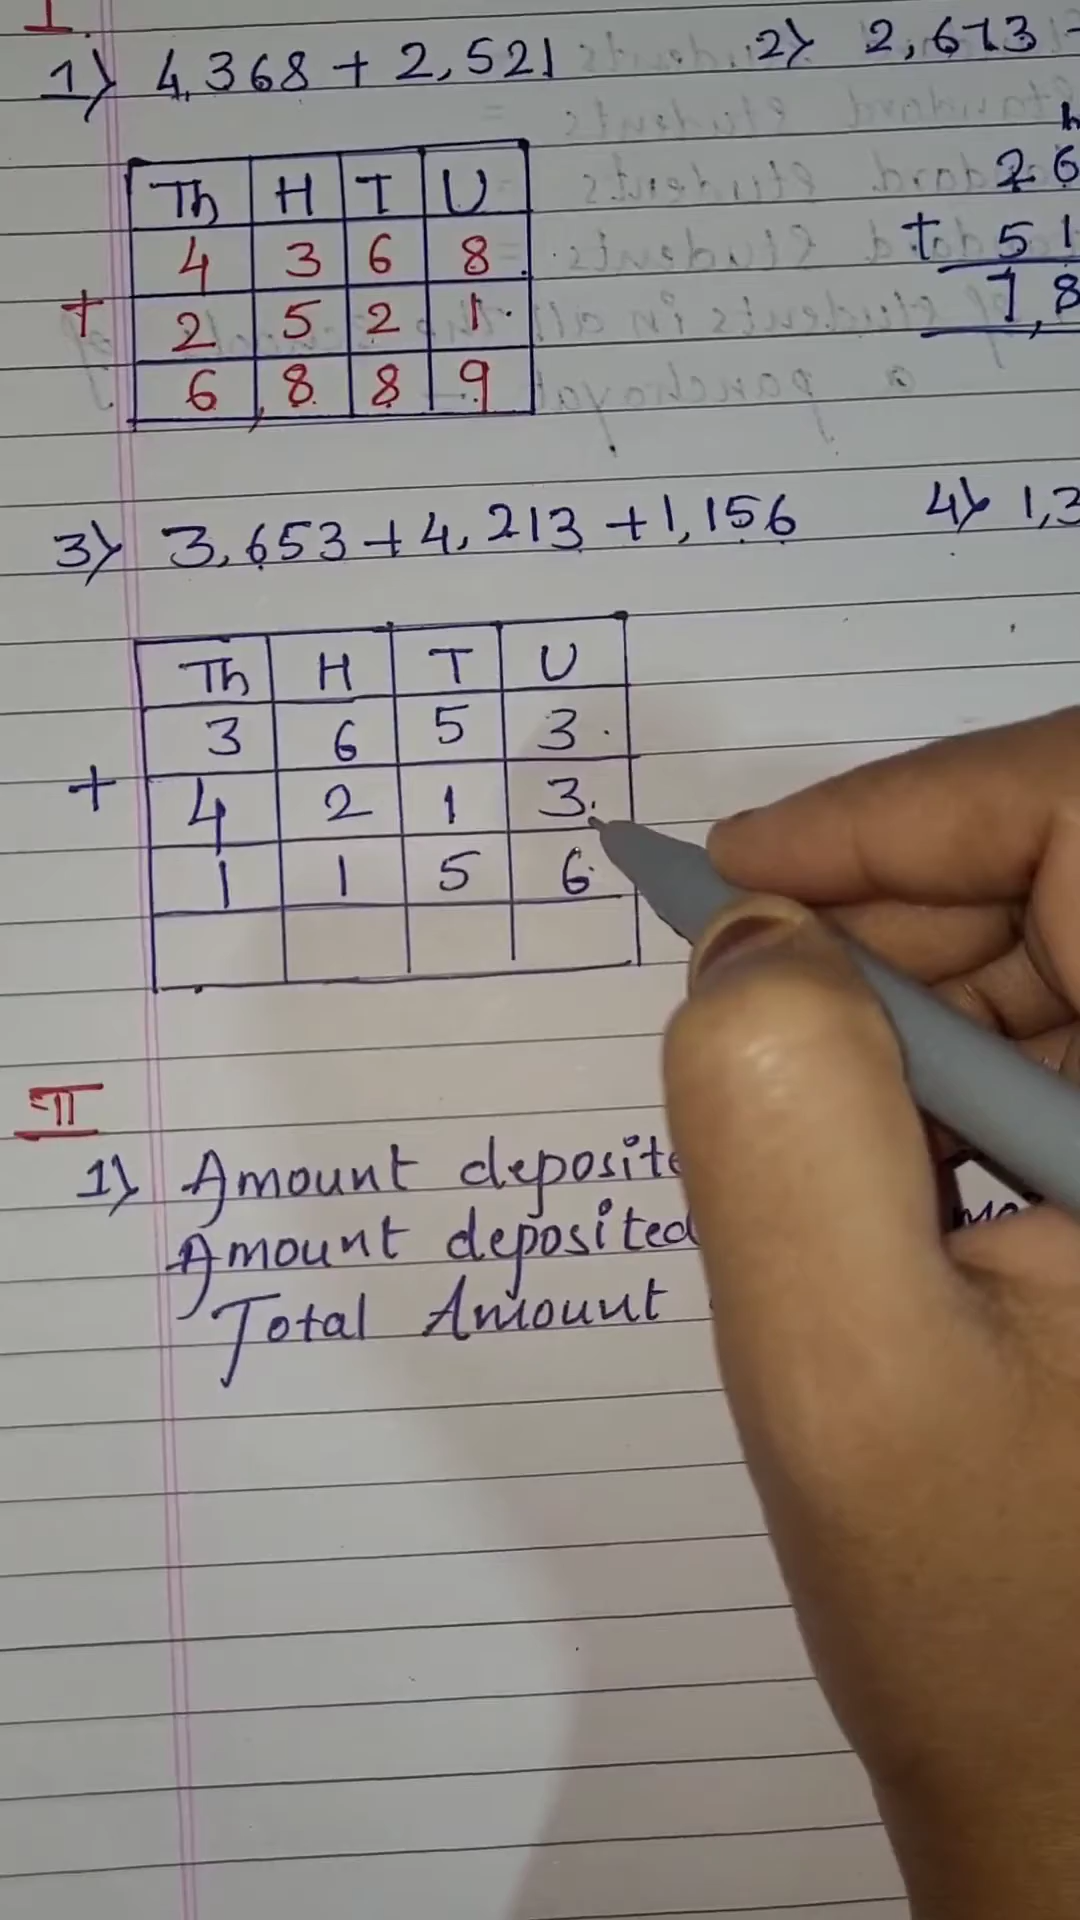 I.
1) 4,368 + 2,521
2) 2,673
Th H T U
4 3 6 8
+ 2 5 2 1
6,8 8 9
2 6
+ 5 1
7,8
3) 3,653 + 4,213 + 1,156
4) 1,3
Th H T U
3 6 5 3
+ 4 2 1 3
1 1 5 6
II
1) Amount deposite
Amount deposited
Total Amount